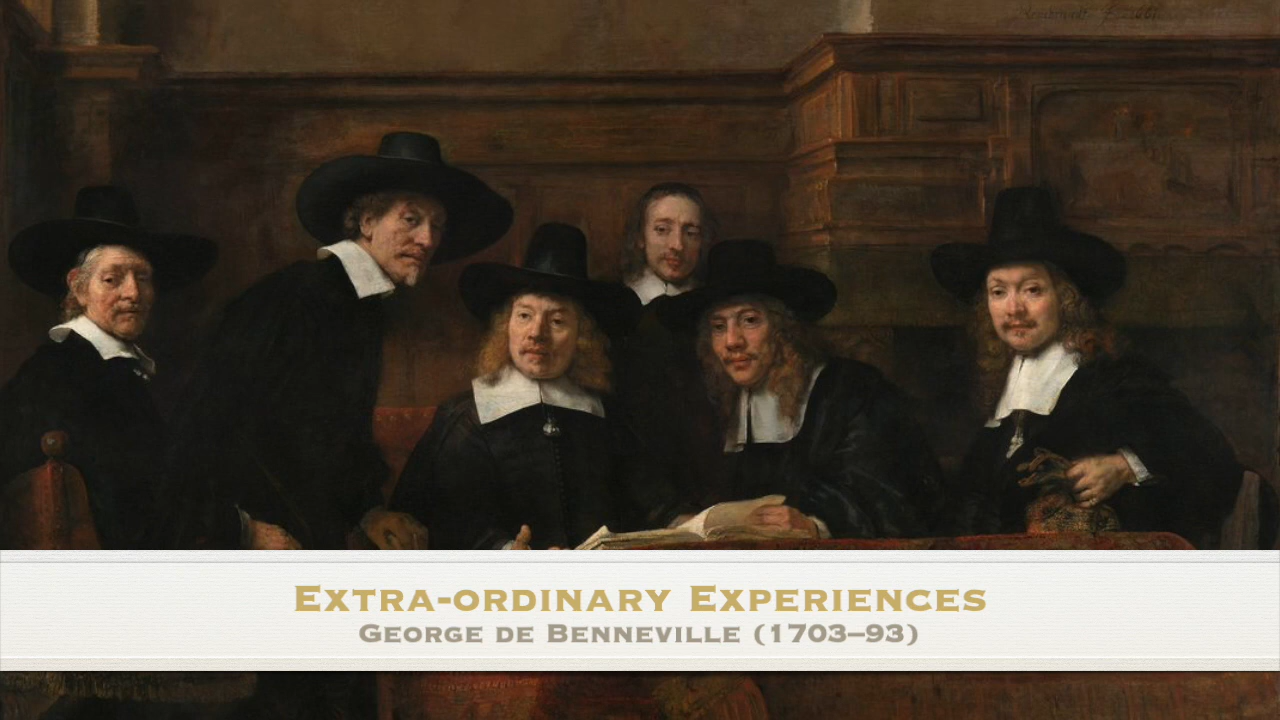 Extra-ordinary Experiences
George de Benneville (1703–93)